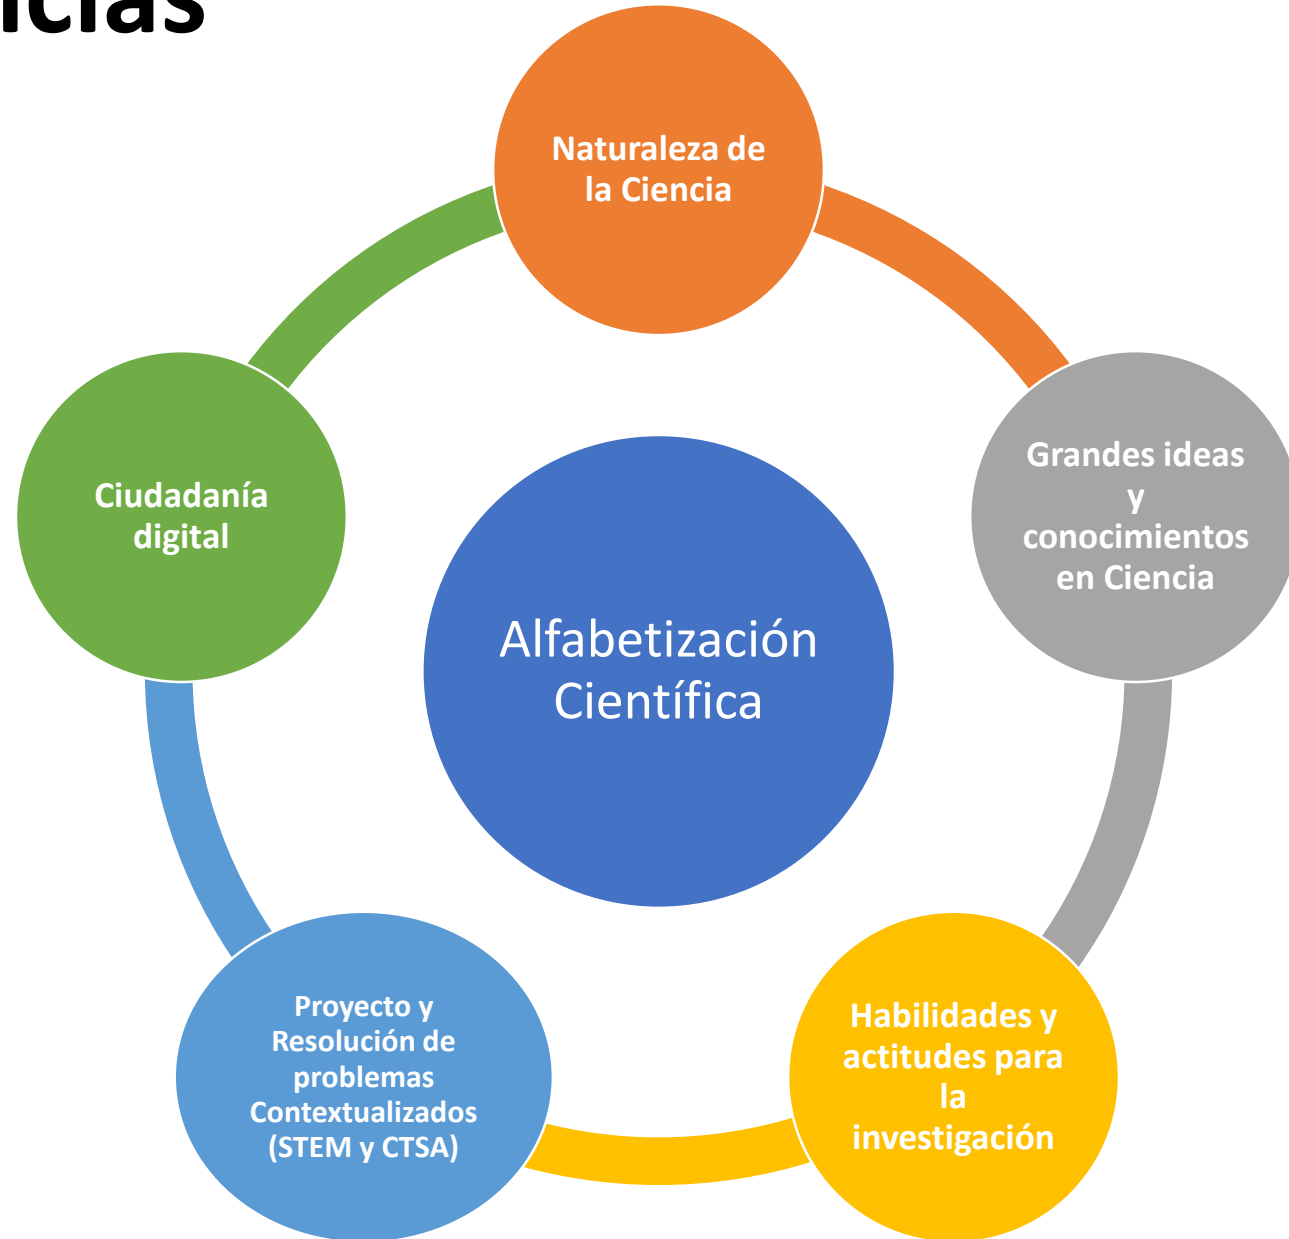 Naturaleza de
la Ciencia
Grandes ideas
y
conocimientos
en Ciencia
Ciudadanía
digital
Alfabetización
Científica
Habilidades y
actitudes para
la
investigación
Proyecto y
Resolución de
problemas
Contextualizados
(STEM y CTSA)